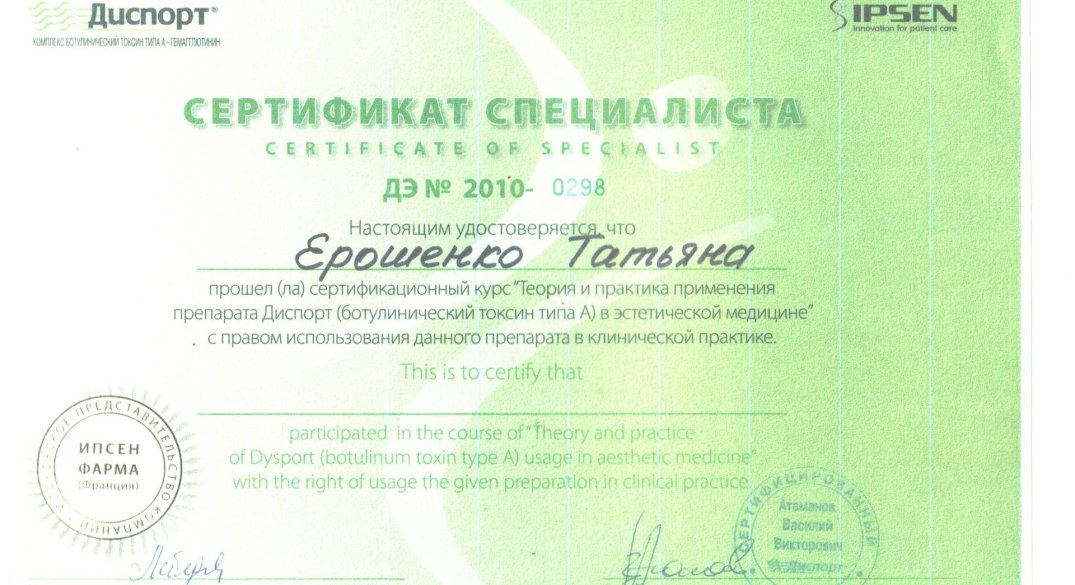 Диспорт®
КОМПЛЕКС БОТУЛИНИЧЕСКИЙ ТОКСИН ТИПА А – ГЕМАГГЛЮТИНИН
IPSEN
Innovation for patient care
СЕРТИФИКАТ СПЕЦИАЛИСТА
CERTIFICATE OF SPECIALIST
ДЭ № 2010- 0298
Настоящим удостоверяется, что
Ерошенко Татьяна
прошел (ла) сертификационный курс "Теория и практика применения
препарата Диспорт (ботулинический токсин типа А) в эстетической медицине"
с правом использования данного препарата в клинической практике.
This is to certify that
participated in the course of "Theory and practice
of Dysport (botulinum toxin type A) usage in aesthetic medicine"
with the right of usage the given preparation in clinical practice.
ПРЕДСТАВИТЕЛЬСТВО КОМПАНИИ
ИПСЕН
ФАРМА
(Франция)
СЕРТИФИЦИРОВАННЫЙ
Атаманов
Василий
Викторович
Диспорт